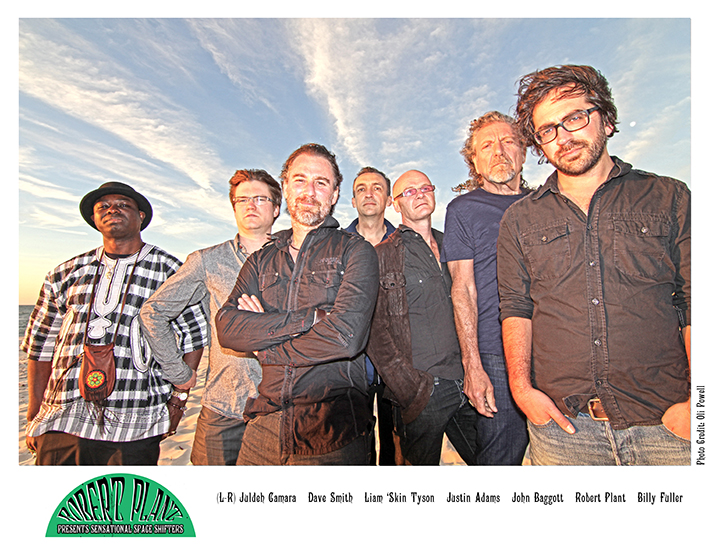 Photo Credit: Oli Powell
(L-R) Juldeh Camara Dave Smith Liam 'Skin Tyson Justin Adams John Baggott Robert Plant Billy Fuller
ROBERT PLANT
PRESENTS SENSATIONAL SPACE SHIFTERS